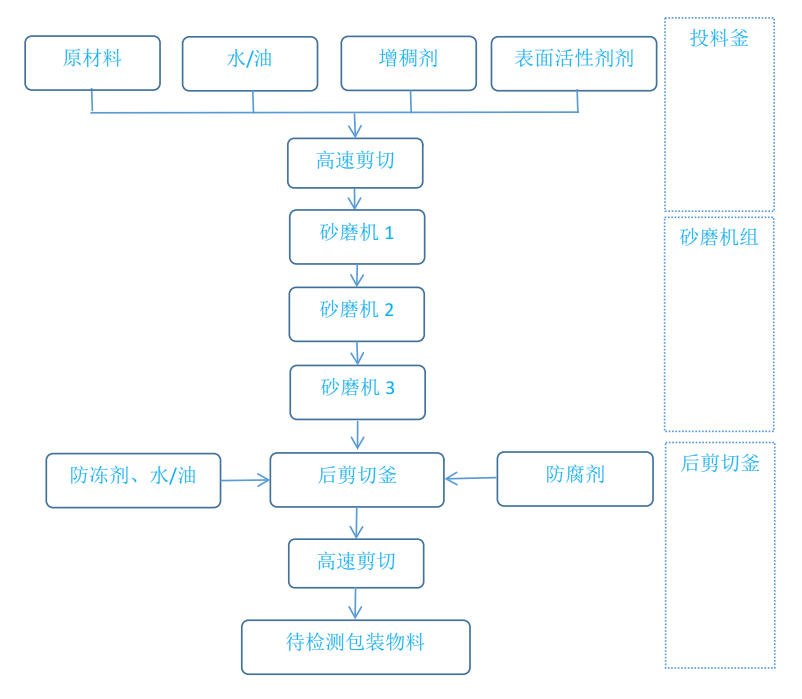 原材料
水/油
增稠剂
表面活性剂剂
投料釜
高速剪切
砂磨机 1
砂磨机组
砂磨机 2
砂磨机 3
防冻剂、水/油
后剪切釜
防腐剂
后剪切釜
高速剪切
待检测包装物料